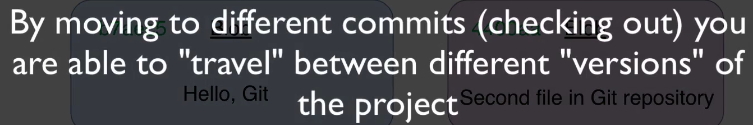 By moving to different commits (checking out) you
are able to "travel" between different "versions" of
the project
Hello, Git
Second file in Git repository